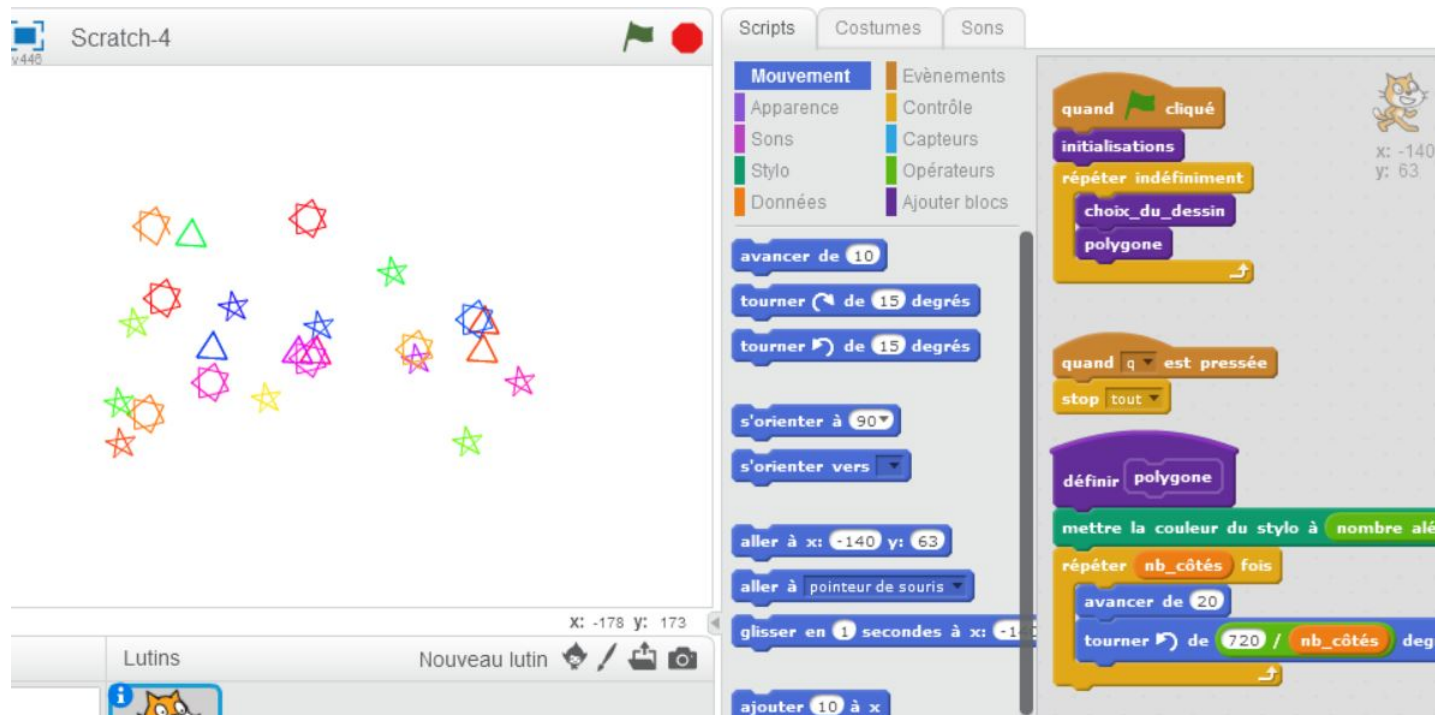 Scratch-4
v446
X: -178 y: 173
Lutins
Nouveau lutin
Scripts
Costumes
Sons
Mouvement
Evènements
Apparence
Contrôle
Sons
Capteurs
Stylo
Opérateurs
Données
Ajouter blocs
avancer de 10
tourner de 15 degrés
tourner de 15 degrés
s'orienter à 90
s'orienter vers
aller à x: -140 y: 63
aller à pointeur de souris
glisser en 1 secondes à x: -14
ajouter 10 à x
quand cliqué
initialisations
répéter indéfiniment
choix_du_dessin
polygone
x: -140
y: 63
quand q est pressée
stop tout
définir polygone
mettre la couleur du stylo à nombre alé
répéter nb_côtés fois
avancer de 20
tourner de 720 / nb_côtés deg